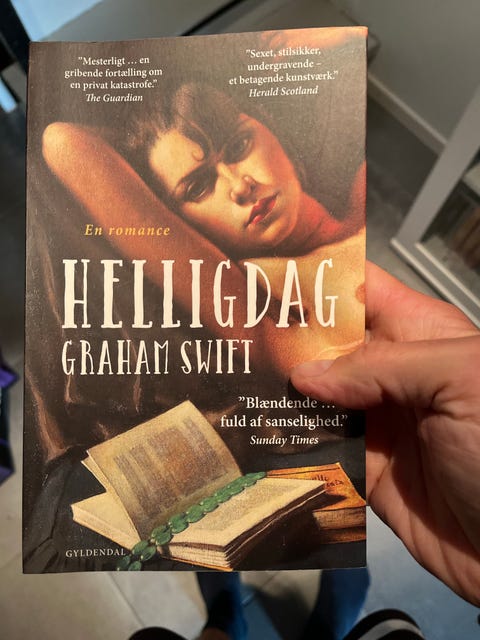 "Mesterligt ... en
gribende fortælling om
en privat katastrofe."
The Guardian
"Sexet, stilsikker,
undergravende –
et betagende kunstværk."
Herald Scotland
En romance
HELLIGDAG
GRAHAM SWIFT
"Blændende ...
fuld af sanselighed."
Sunday Times
GYLDENDAL